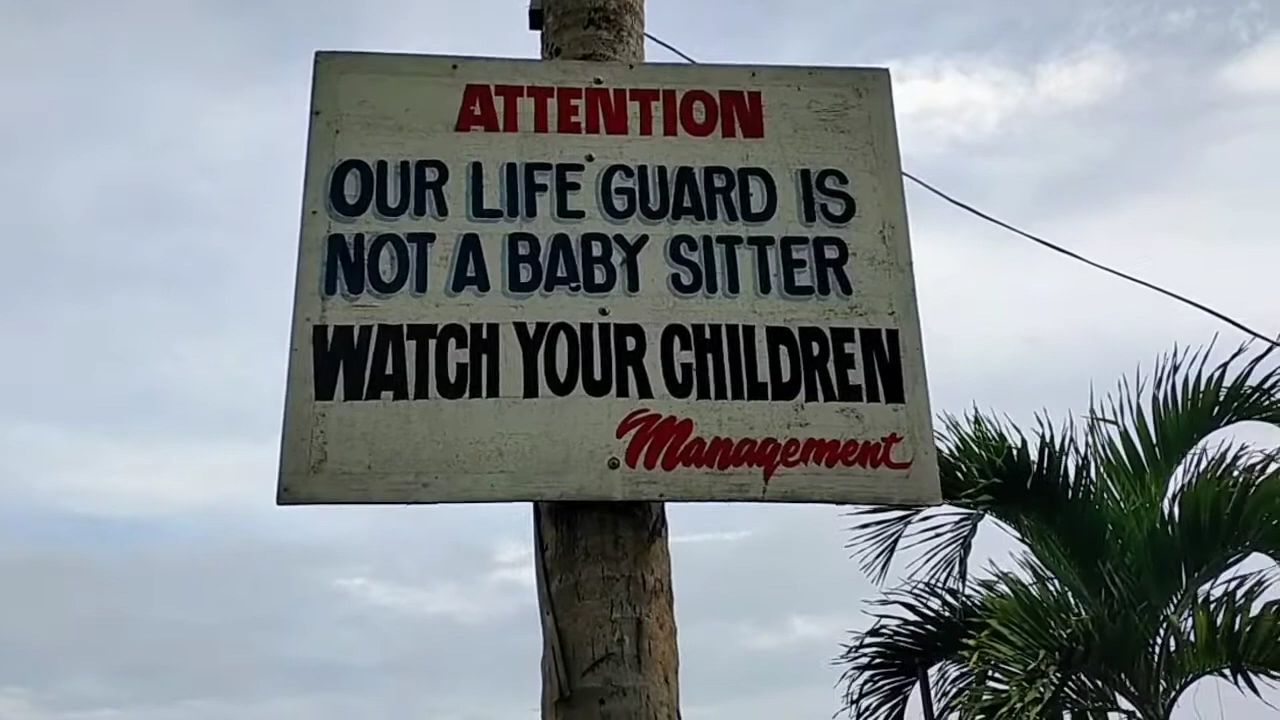 ATTENTION
OUR LIFE GUARD IS
NOT A BABY SITTER
WATCH YOUR CHILDREN
Management